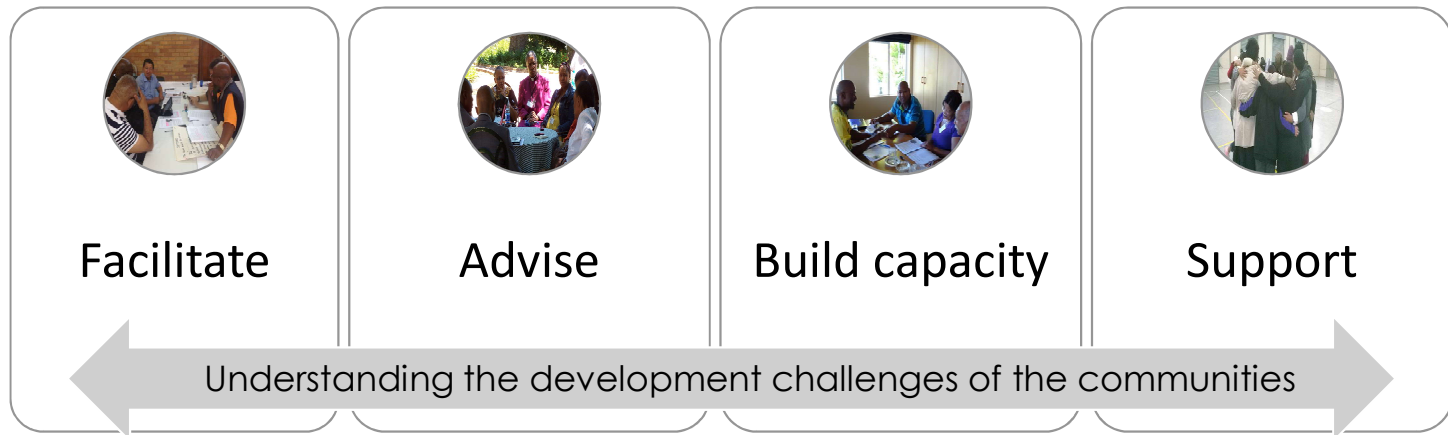 Facilitate
Advise
Build capacity
Support
Understanding the development challenges of the communities